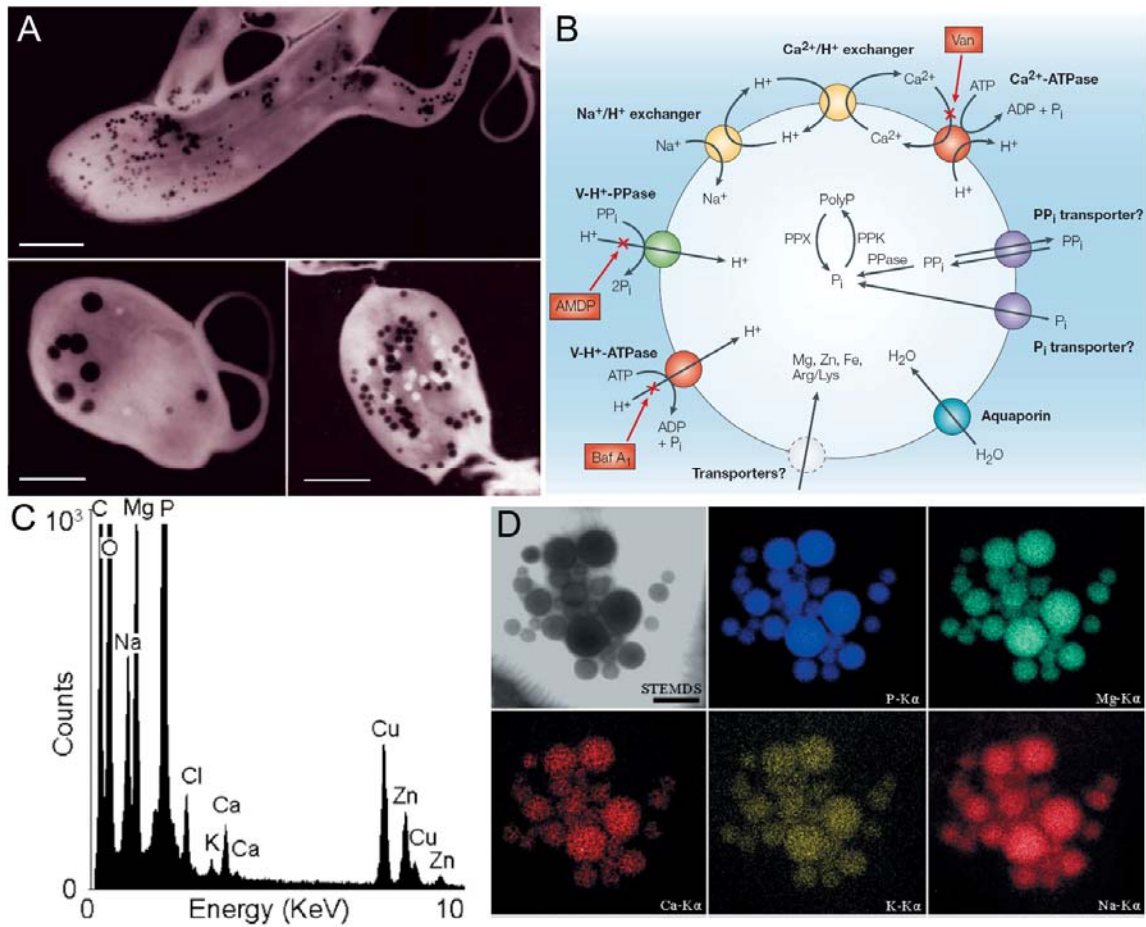 A
B
Ca²⁺/H⁺ exchanger
Van
Ca²⁺
ATP
Ca²⁺-ATPase
ADP + Pᵢ
H⁺
Na⁺/H⁺ exchanger
Na⁺
H⁺
Ca²⁺
H⁺
H⁺
Na⁺
V-H⁺-PPase
PPᵢ
H⁺
2Pᵢ
H⁺
AMDP
PolyP
PPX
PPK
Pᵢ
PPase
PPᵢ
PPᵢ transporter?
PPᵢ
Pᵢ
Pᵢ transporter?
V-H⁺-ATPase
ATP
H⁺
H⁺
ADP
+ Pᵢ
Baf A₁
Mg, Zn, Fe,
Arg/Lys
Transporters?
H₂O
Aquaporin
H₂O
C
10³
C
Mg
P
O
Na
Cl
K
Ca
Ca
Cu
Zn
Cu
Zn
Counts
0
0
Energy (KeV)
10
D
STEMDS
P-Kα
Mg-Kα
Ca-Kα
K-Kα
Na-Kα